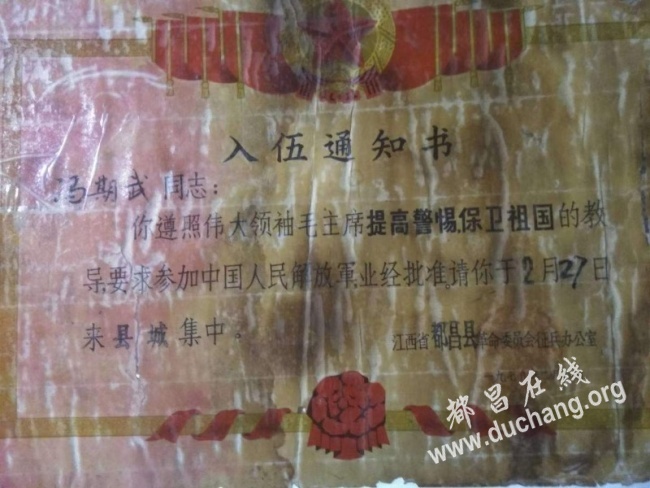 入伍通知书
冯期武同志：
你遵照伟大领袖毛主席提高警惕，保卫祖国的教
导，要求参加中国人民解放軍，业经批准。请你于2月27日
来县城集中。
江西省都昌县革命委员会征兵办公室
都昌在线
www.duchang.org